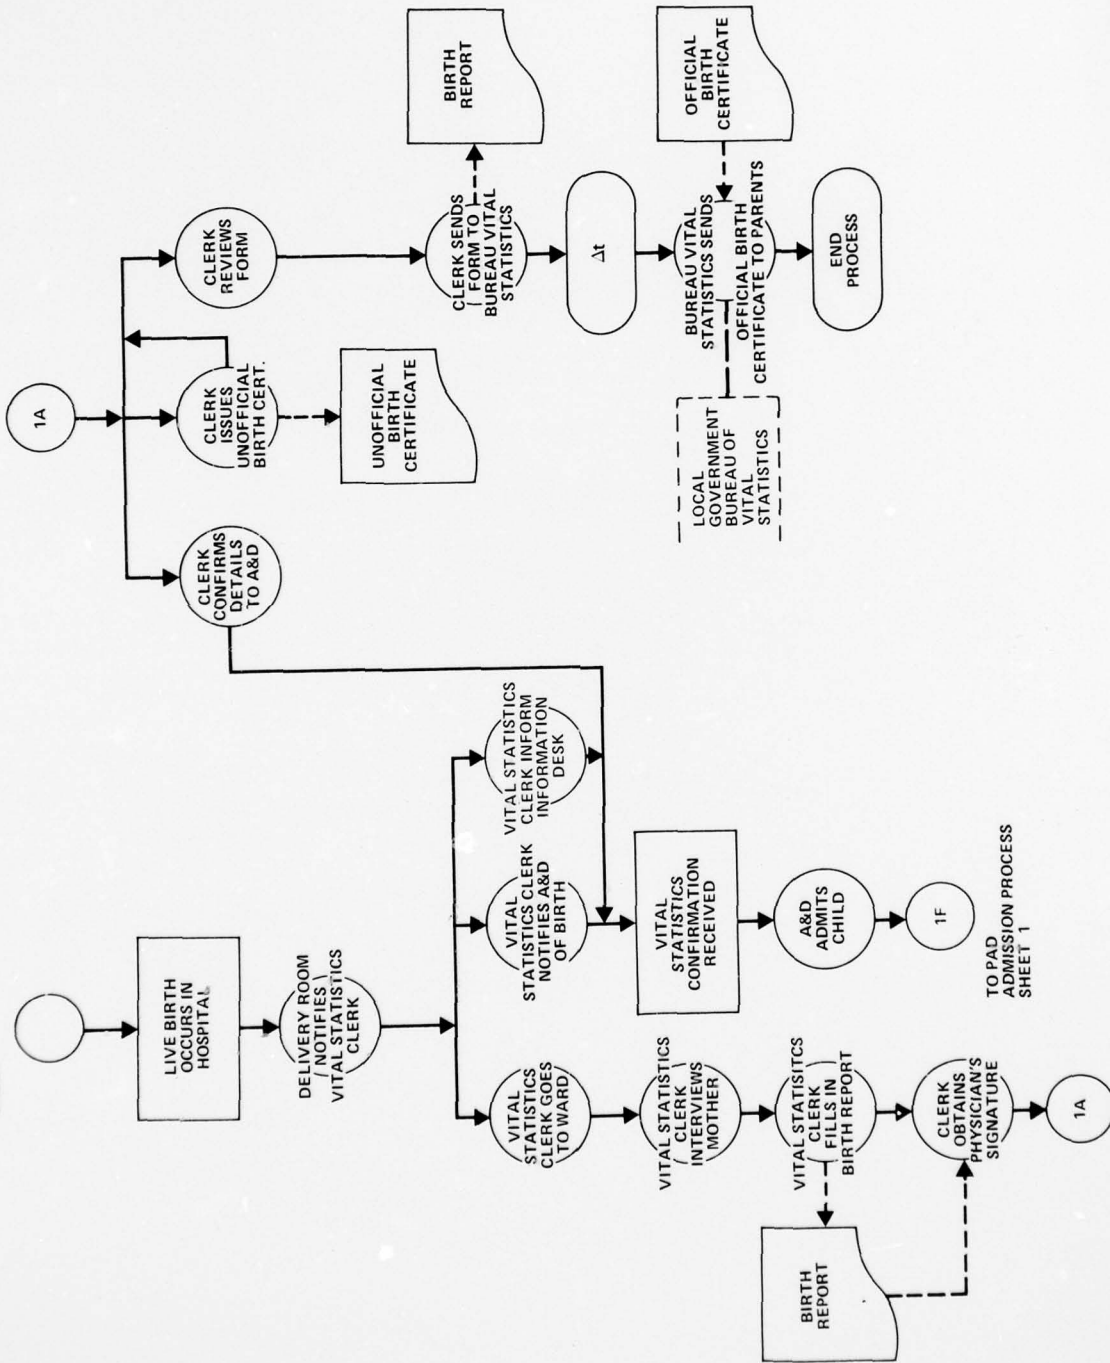 LIVE BIRTH
OCCURS IN
HOSPITAL
DELIVERY ROOM
NOTIFIES
VITAL STATISTICS
CLERK
VITAL
STATISTICS
CLERK GOES
TO WARD
VITAL STATISTICS
CLERK
INTERVIEWS
MOTHER
VITAL STATISITCS
CLERK
FILLS IN
BIRTH REPORT
BIRTH
REPORT
CLERK
OBTAINS
PHYSICIAN'S
SIGNATURE
1A
VITAL
STATISTICS CLERK
NOTIFIES A&D
OF BIRTH
VITAL STATISTICS
CLERK INFORM
INFORMATION
DESK
VITAL
STATISTICS
CONFIRMATION
RECEIVED
A&D
ADMITS
CHILD
1F
TO PAD
ADMISSION PROCESS
SHEET 1
1A
CLERK
CONFIRMS
DETAILS
TO A&D
CLERK
ISSUES
UNOFFICIAL
BIRTH CERT.
UNOFFICIAL
BIRTH
CERTIFICATE
CLERK
REVIEWS
FORM
CLERK SENDS
FORM TO
BUREAU VITAL
STATISTICS
BIRTH
REPORT
Δt
BUREAU VITAL
STATISTICS SENDS
OFFICIAL BIRTH
CERTIFICATE TO PARENTS
OFFICIAL
BIRTH
CERTIFICATE
LOCAL
GOVERNMENT
BUREAU OF
VITAL
STATISTICS
END
PROCESS